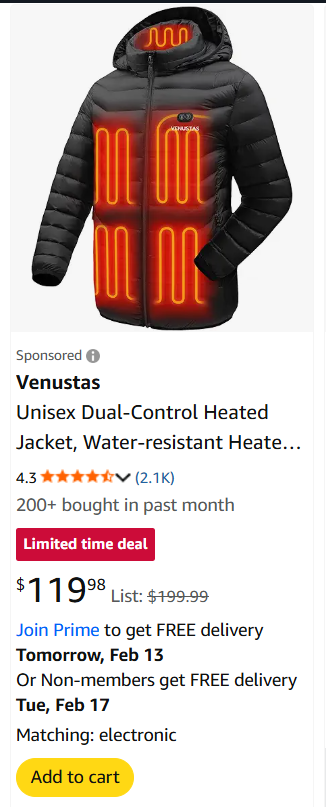 VENUSTAS
Sponsored
Venustas
Unisex Dual-Control Heated
Jacket, Water-resistant Heate...
4.3 (2.1K)
200+ bought in past month
Limited time deal
$119.98 List: $199.99
Join Prime to get FREE delivery
Tomorrow, Feb 13
Or Non-members get FREE delivery
Tue, Feb 17
Matching: electronic
Add to cart